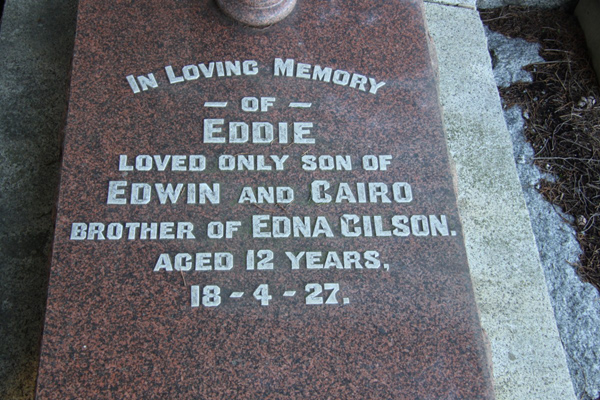 In Loving Memory
— OF —
EDDIE
LOVED ONLY SON OF
EDWIN AND CAIRO
BROTHER OF EDNA GILSON.
AGED 12 YEARS,
18 - 4 - 27.